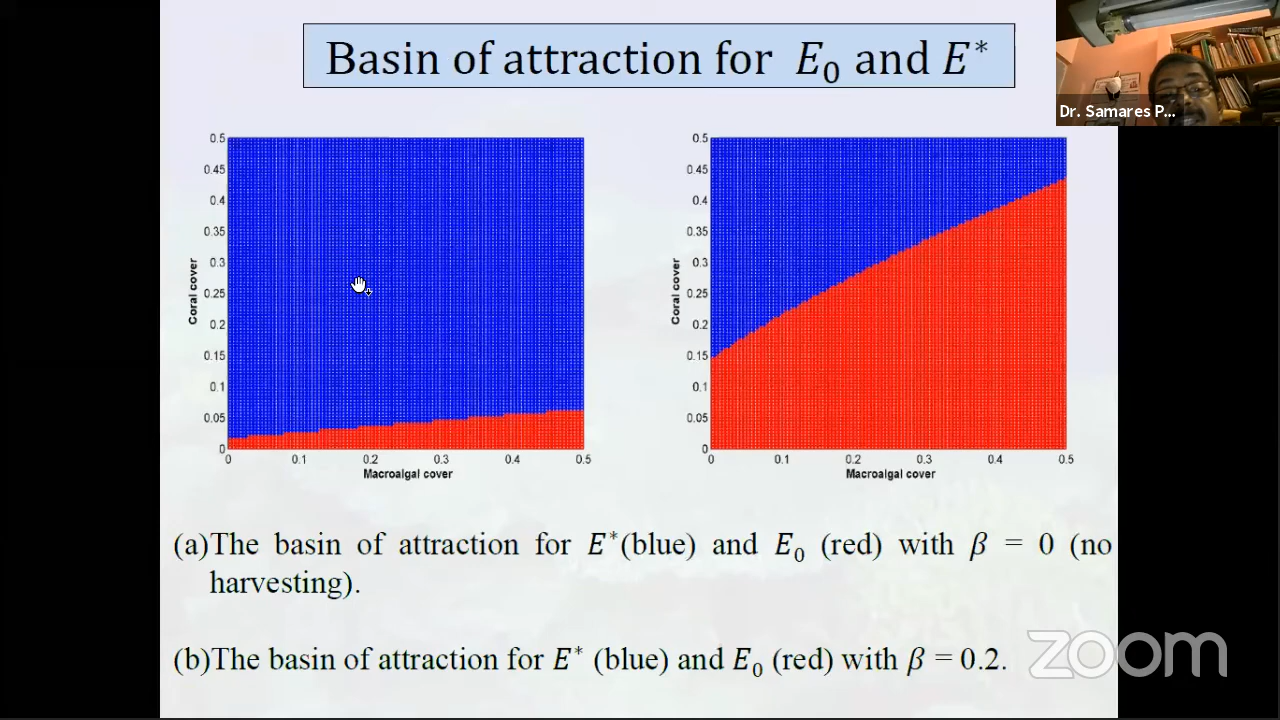 Basin of attraction for E₀ and E*
Dr. Samares P...
0.5
0.45
0.4
0.35
0.3
0.25
0.2
0.15
0.1
0.05
0
Coral cover
0 0.1 0.2 0.3 0.4 0.5
Macroalgal cover
0.5
0.45
0.4
0.35
0.3
0.25
0.2
0.15
0.1
0.05
0
Coral cover
0 0.1 0.2 0.3 0.4 0.5
Macroalgal cover
(a)The basin of attraction for E*(blue) and E₀ (red) with β = 0 (no
harvesting).
(b)The basin of attraction for E* (blue) and E₀ (red) with β = 0.2.
zoom